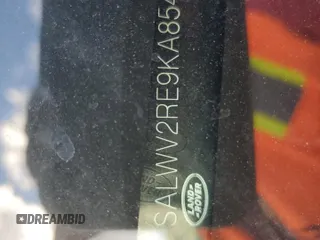 SALWV2RE9KA854
LAND-
ROVER
DREAMBID